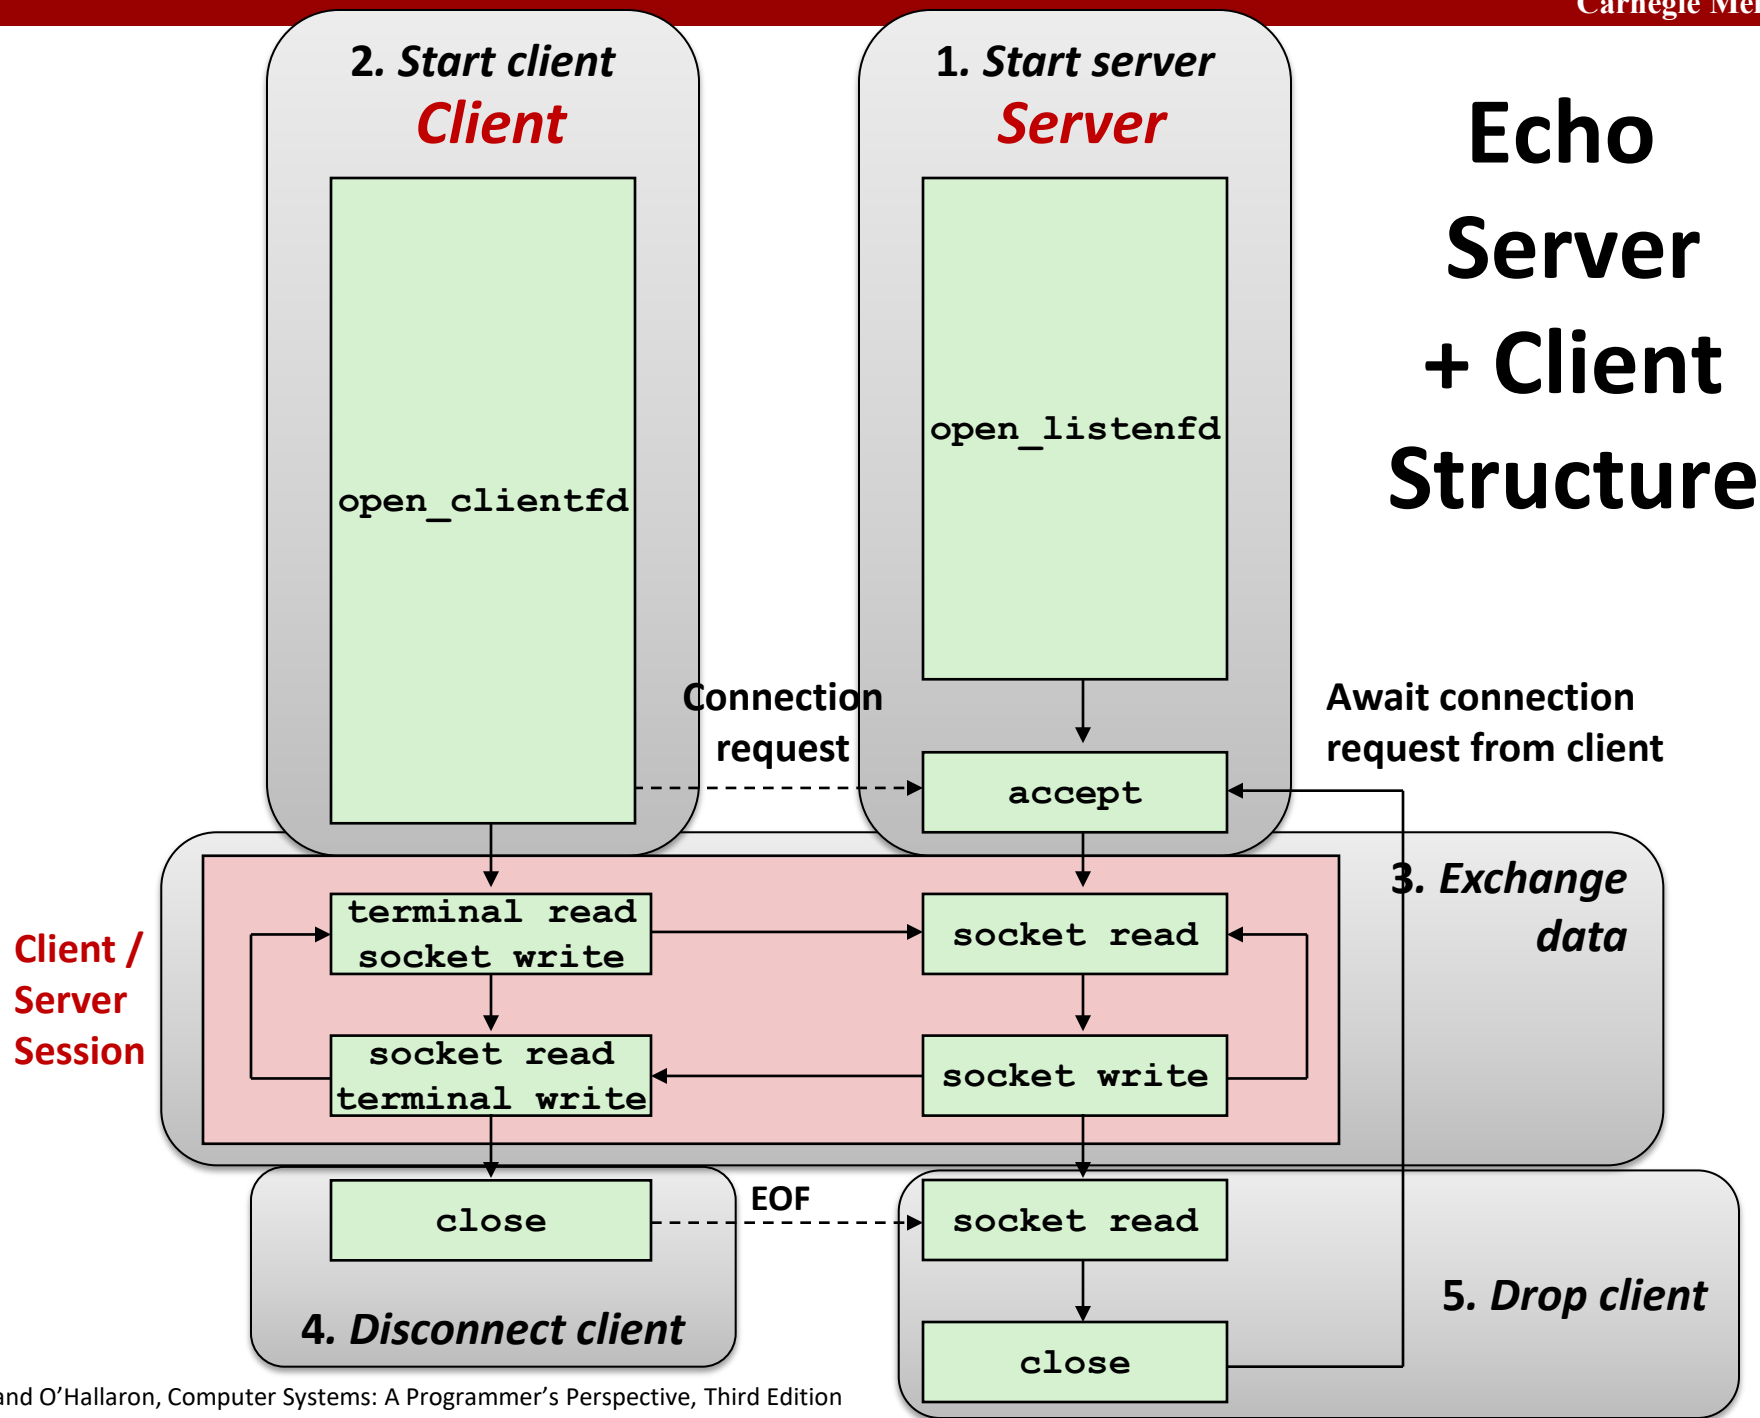 Carnegie
2. Start client
Client
1. Start server
Server
Echo
Server
+ Client
Structure
open_clientfd
open_listenfd
Connection
request
Await connection
request from client
accept
3. Exchange
data
Client /
Server
Session
terminal read
socket write
socket read
socket read
terminal write
socket write
close
EOF
socket read
4. Disconnect client
5. Drop client
close
and O'Hallaron, Computer Systems: A Programmer's Perspective, Third Edition